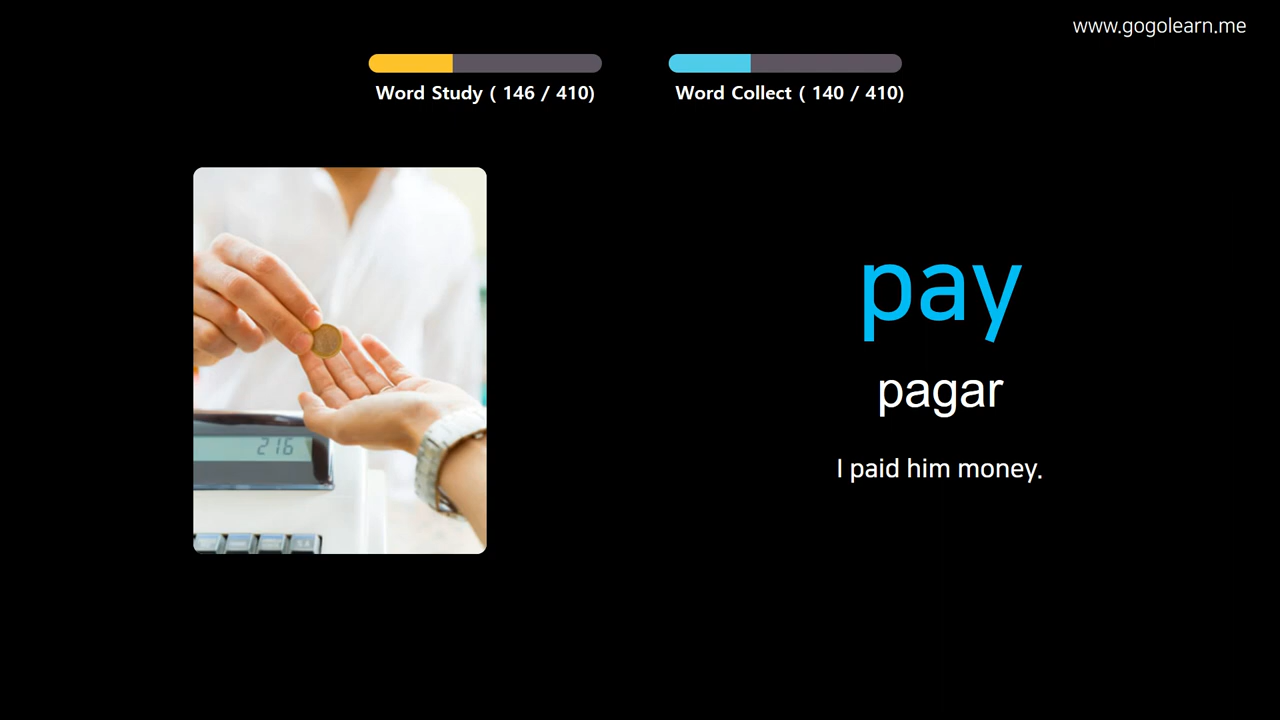 www.gogolearn.me
Word Study ( 146 / 410)
Word Collect ( 140 / 410)
pay
pagar
I paid him money.
216